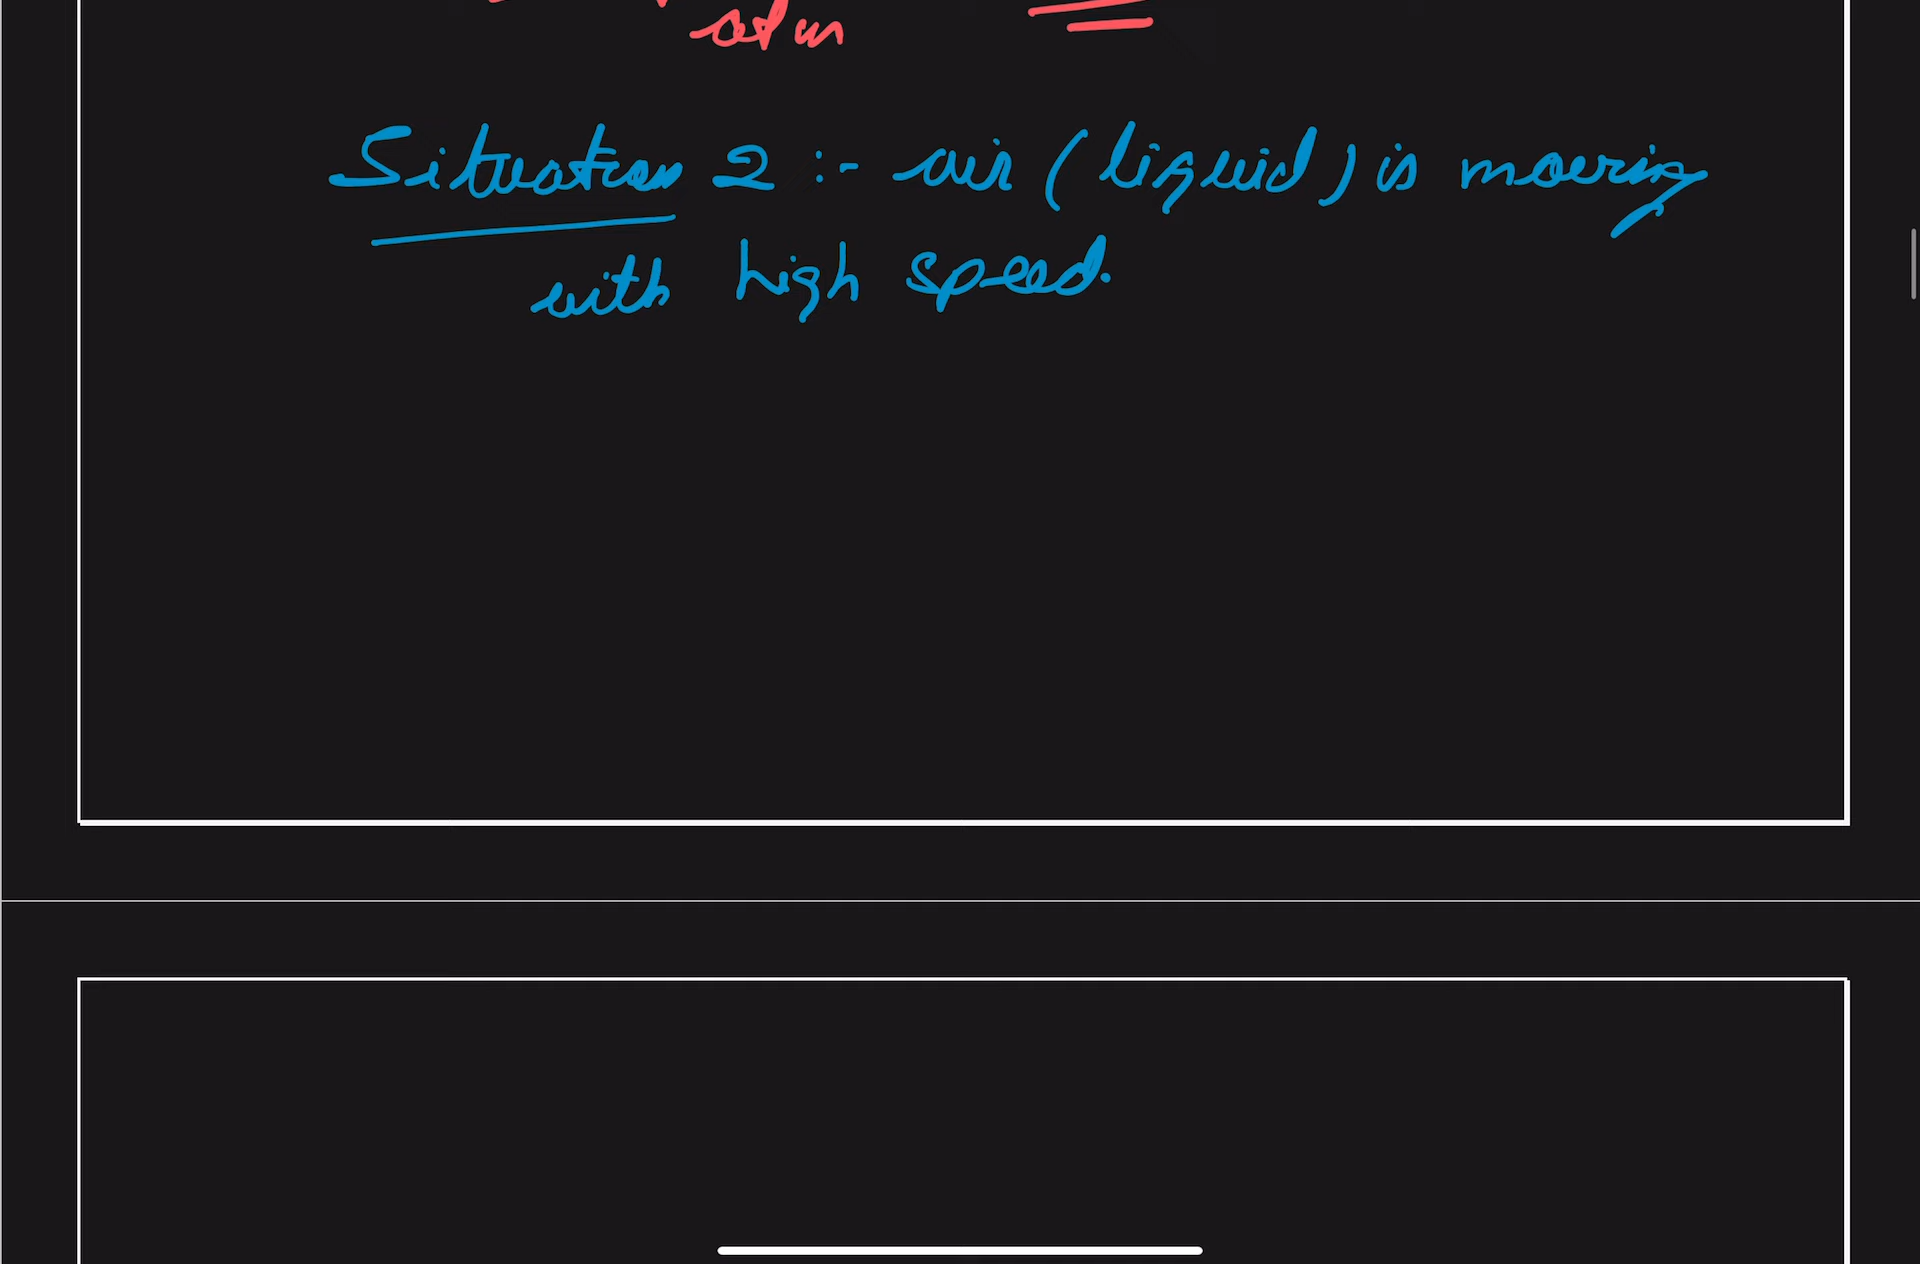 atm
Situation 2 :- air (liquid) is moving
with high speed.